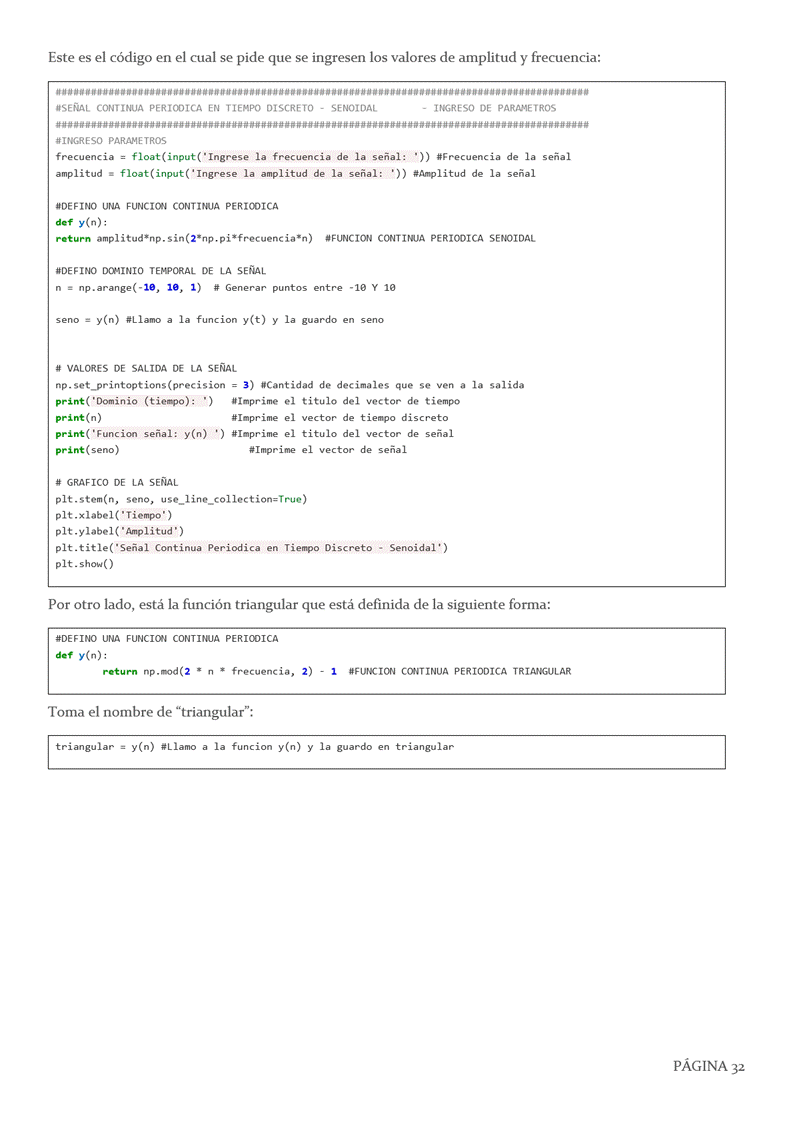 Este es el código en el cual se pide que se ingresen los valores de amplitud y frecuencia:
###########################################################################################
#SEÑAL CONTINUA PERIODICA EN TIEMPO DISCRETO - SENOIDAL        - INGRESO DE PARAMETROS
###########################################################################################
#INGRESO PARAMETROS
frecuencia = float(input('Ingrese la frecuencia de la señal: ')) #Frecuencia de la señal
amplitud = float(input('Ingrese la amplitud de la señal: ')) #Amplitud de la señal
#DEFINO UNA FUNCION CONTINUA PERIODICA
def y(n):
return amplitud*np.sin(2*np.pi*frecuencia*n)  #FUNCION CONTINUA PERIODICA SENOIDAL
#DEFINO DOMINIO TEMPORAL DE LA SEÑAL
n = np.arange(-10, 10, 1)  # Generar puntos entre -10 Y 10
seno = y(n) #Llamo a la funcion y(t) y la guardo en seno
# VALORES DE SALIDA DE LA SEÑAL
np.set_printoptions(precision = 3) #Cantidad de decimales que se ven a la salida
print('Dominio (tiempo): ')   #Imprime el titulo del vector de tiempo
print(n)                      #Imprime el vector de tiempo discreto
print('Funcion señal: y(n) ') #Imprime el titulo del vector de señal
print(seno)                      #Imprime el vector de señal
# GRAFICO DE LA SEÑAL
plt.stem(n, seno, use_line_collection=True)
plt.xlabel('Tiempo')
plt.ylabel('Amplitud')
plt.title('Señal Continua Periodica en Tiempo Discreto - Senoidal')
plt.show()
Por otro lado, está la función triangular que está definida de la siguiente forma:
#DEFINO UNA FUNCION CONTINUA PERIODICA
def y(n):
        return np.mod(2 * n * frecuencia, 2) - 1  #FUNCION CONTINUA PERIODICA TRIANGULAR
Toma el nombre de “triangular”:
triangular = y(n) #Llamo a la funcion y(n) y la guardo en triangular
PÁGINA 32